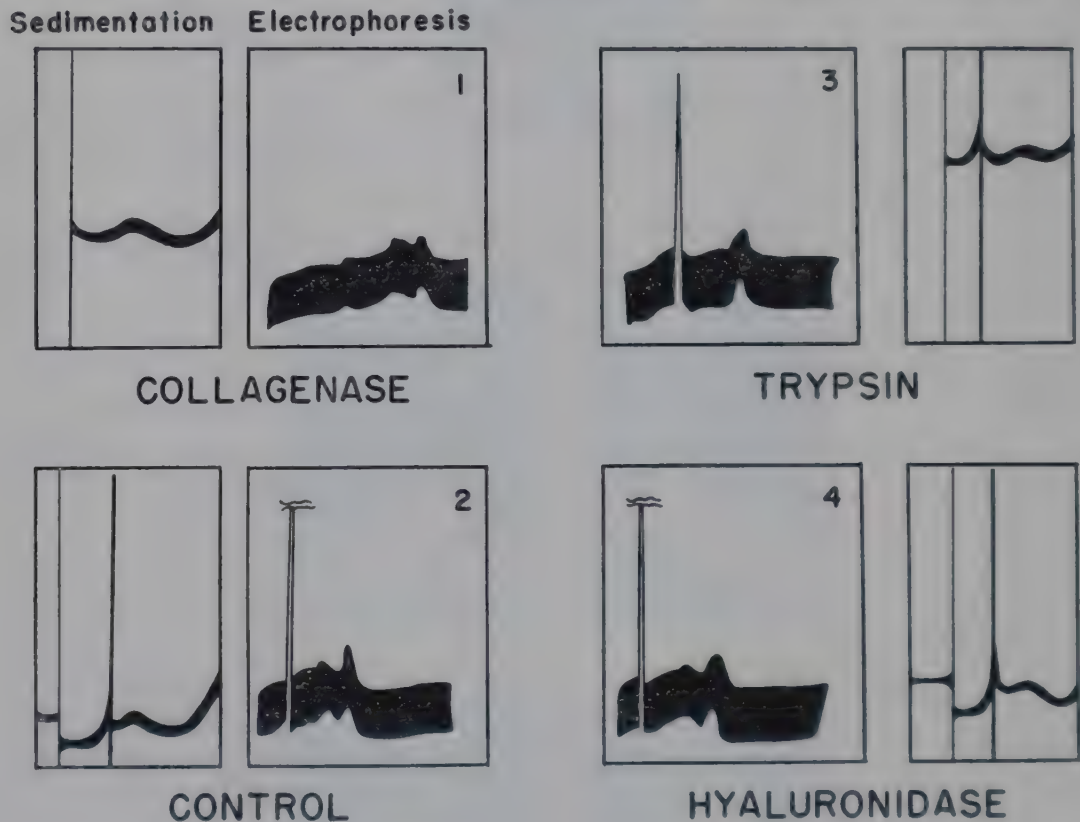 Sedimentation Electrophoresis
1
3
COLLAGENASE
TRYPSIN
2
4
CONTROL
HYALURONIDASE